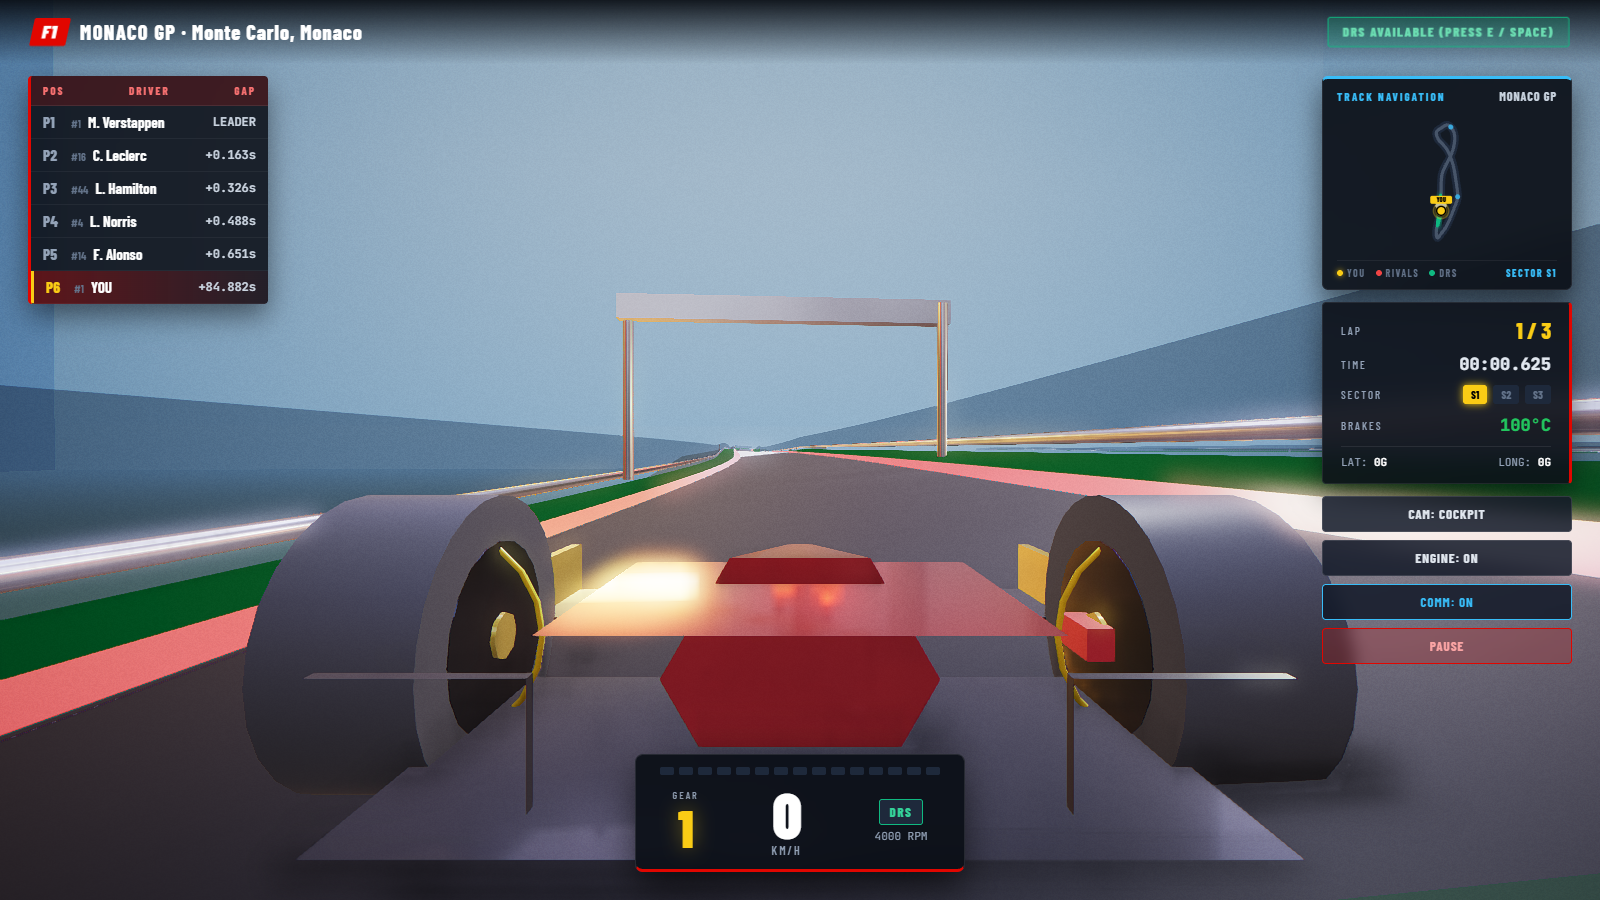 F1 MONACO GP · Monte Carlo, Monaco
DRS AVAILABLE (PRESS E / SPACE)
POS DRIVER GAP
P1 #1 M. Verstappen LEADER
P2 #16 C. Leclerc +0.163s
P3 #44 L. Hamilton +0.326s
P4 #4 L. Norris +0.488s
P5 #14 F. Alonso +0.651s
P6 #1 YOU +84.882s
TRACK NAVIGATION MONACO GP
YOU
YOU RIVALS DRS SECTOR S1
LAP 1/3
TIME 00:00.625
SECTOR S1 S2 S3
BRAKES 100°C
LAT: 0G LONG: 0G
CAM: COCKPIT
ENGINE: ON
COMM: ON
PAUSE
GEAR
1
0
KM/H
DRS
4000 RPM